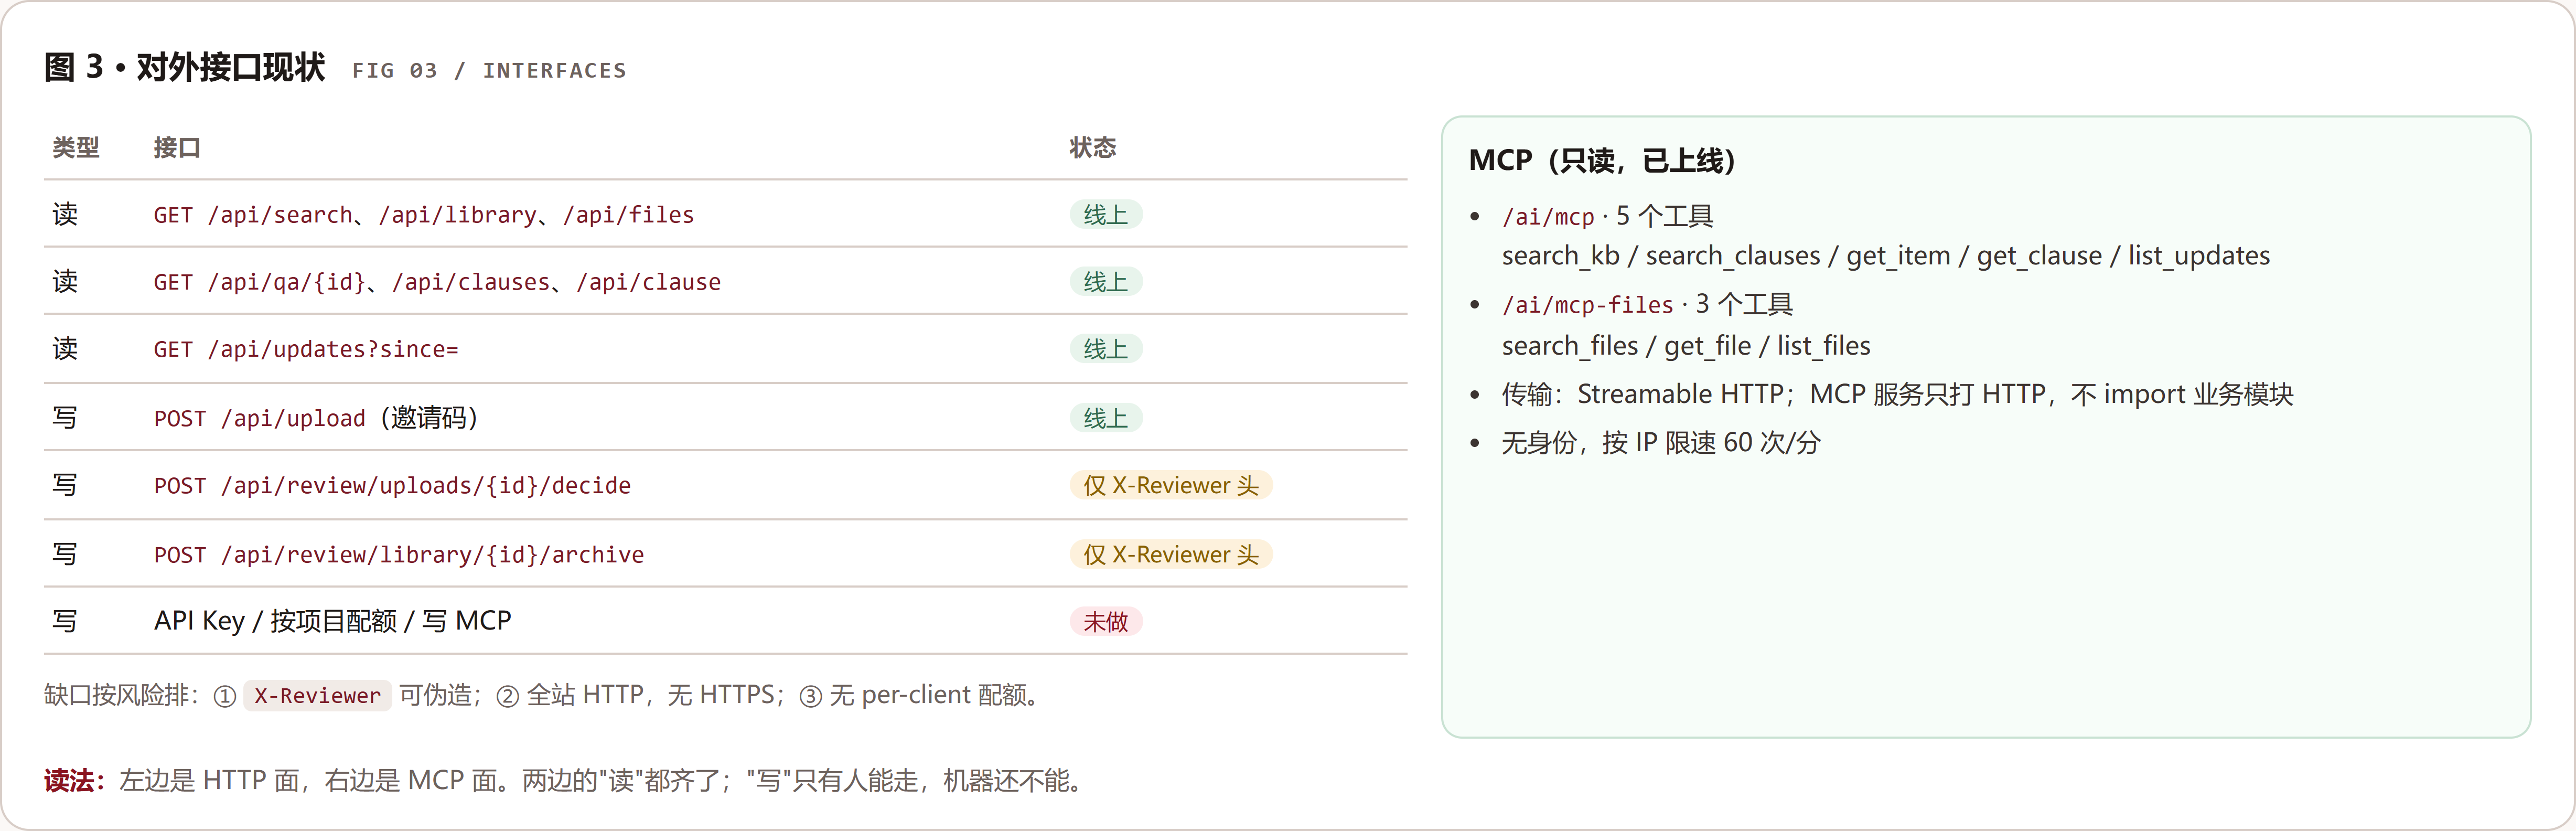 图 3 · 对外接口现状 FIG 03 / INTERFACES
类型 接口 状态
读 GET /api/search、/api/library、/api/files 线上
读 GET /api/qa/{id}、/api/clauses、/api/clause 线上
读 GET /api/updates?since= 线上
写 POST /api/upload（邀请码） 线上
写 POST /api/review/uploads/{id}/decide 仅 X-Reviewer 头
写 POST /api/review/library/{id}/archive 仅 X-Reviewer 头
写 API Key / 按项目配额 / 写 MCP 未做
缺口按风险排：① X-Reviewer 可伪造；② 全站 HTTP，无 HTTPS；③ 无 per-client 配额。
MCP（只读，已上线）
• /ai/mcp · 5 个工具
search_kb / search_clauses / get_item / get_clause / list_updates
• /ai/mcp-files · 3 个工具
search_files / get_file / list_files
• 传输：Streamable HTTP；MCP 服务只打 HTTP，不 import 业务模块
• 无身份，按 IP 限速 60 次/分
读法：左边是 HTTP 面，右边是 MCP 面。两边的"读"都齐了；"写"只有人能走，机器还不能。